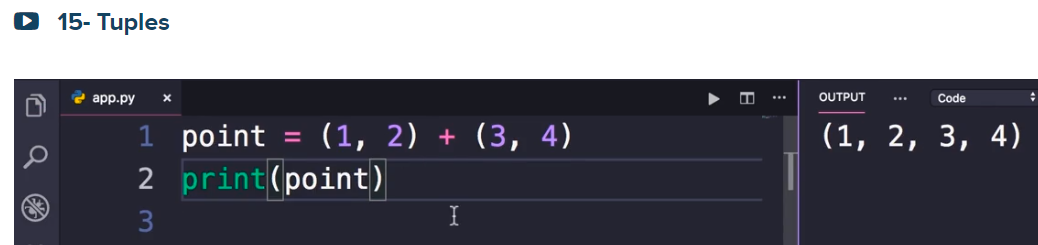 15- Tuples
app.py × OUTPUT ... Code
1 point = (1, 2) + (3, 4)
(1, 2, 3, 4)
2 print(point)
3